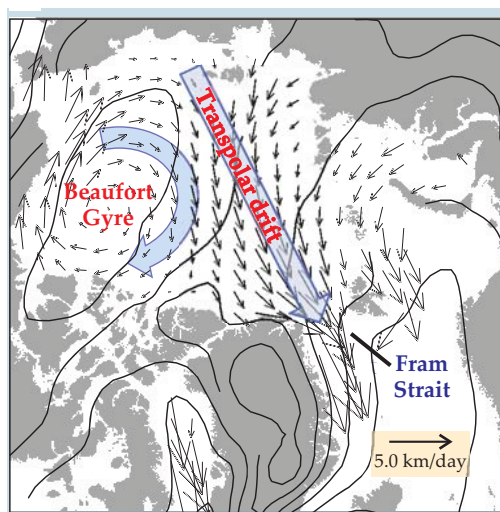 Transpolar drift
Beaufort
Gyre
Fram
Strait
5.0 km/day